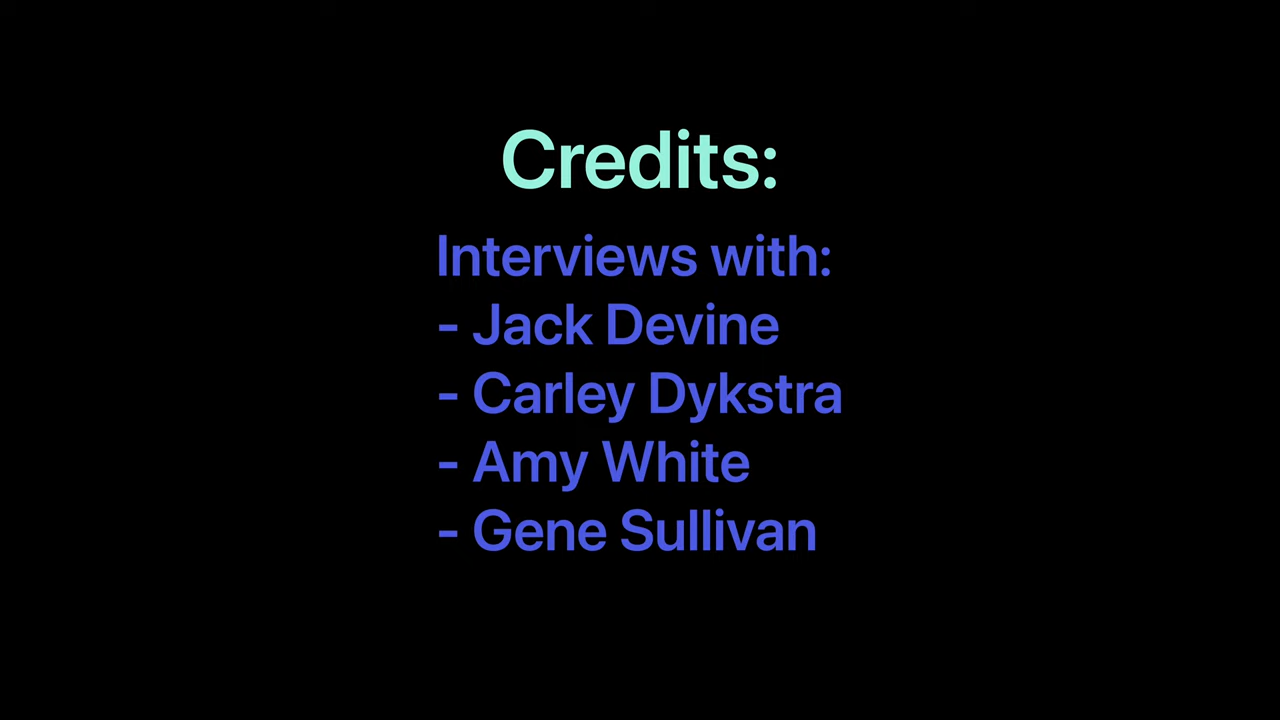 Credits:
Interviews with:
- Jack Devine
- Carley Dykstra
- Amy White
- Gene Sullivan